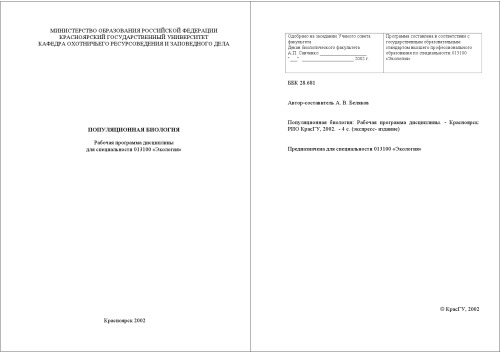 МИНИСТЕРСТВО ОБРАЗОВАНИЯ РОССИЙСКОЙ ФЕДЕРАЦИИ
КРАСНОЯРСКИЙ ГОСУДАРСТВЕННЫЙ УНИВЕРСИТЕТ
КАФЕДРА ОХОТНИЧЬЕГО РЕСУРСОВЕДЕНИЯ И ЗАПОВЕДНОГО ДЕЛА
ПОПУЛЯЦИОННАЯ БИОЛОГИЯ
Рабочая программа дисциплины
для специальности 013100 «Экология»
Красноярск 2002
Одобрено на заседании Ученого совета
факультета
Декан биологического факультета
А.П. Савченко ____________________
"___" ______________________ 2002 г.
Программа составлена в соответствии с
государственным образовательным
стандартом высшего профессионального
образования по специальности 013100
«Экология»
ББК 28.681
Автор-составитель А. В. Беляков
Популяционная биология: Рабочая программа дисциплины. - Красноярск:
РИО КрасГУ, 2002. - 4 с. (экспресс- издание)
Предназначена для специальности 013100 «Экология»
© КрасГУ, 2002